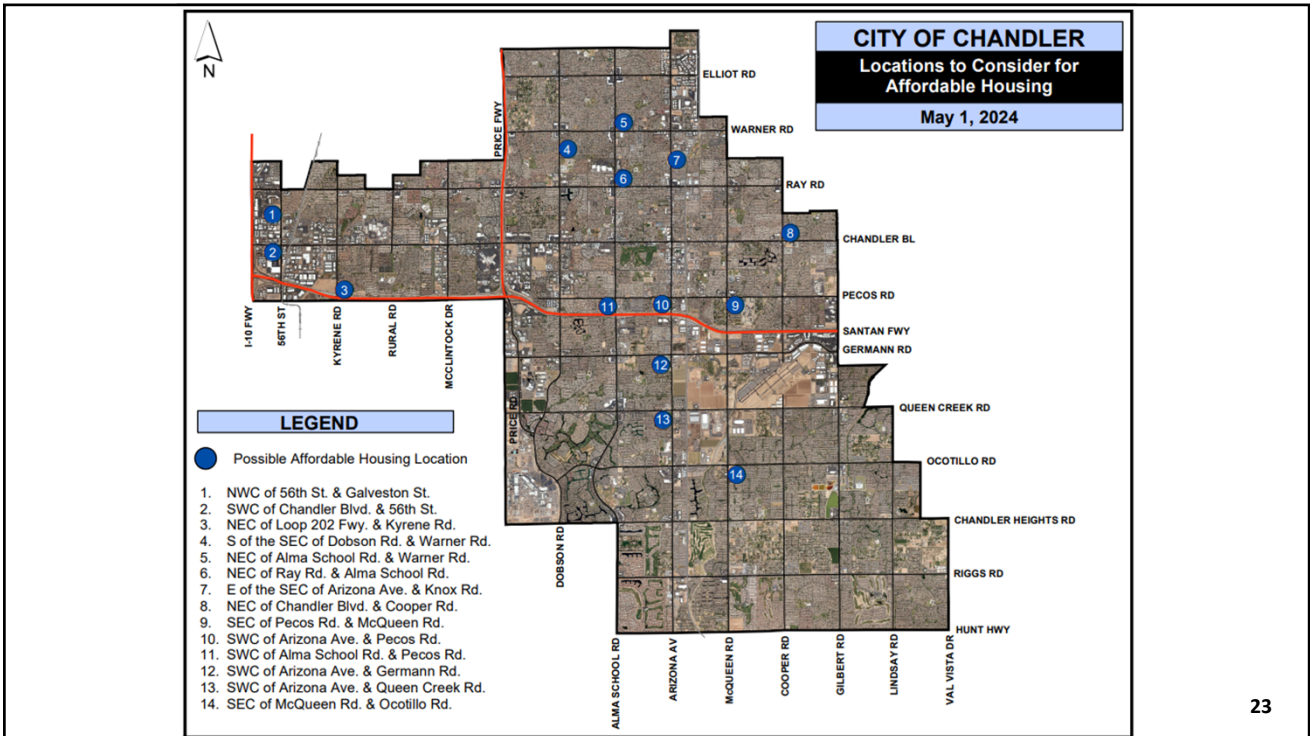 N
CITY OF CHANDLER
Locations to Consider for
Affordable Housing
May 1, 2024
ELLIOT RD
WARNER RD
RAY RD
CHANDLER BL
PECOS RD
SANTAN FWY
GERMANN RD
QUEEN CREEK RD
OCOTILLO RD
CHANDLER HEIGHTS RD
RIGGS RD
HUNT HWY
PRICE FWY
I-10 FWY
56TH ST
KYRENE RD
RURAL RD
MCCLINTOCK DR
PRICE RD
DOBSON RD
ALMA SCHOOL RD
ARIZONA AV
McQUEEN RD
COOPER RD
GILBERT RD
LINDSAY RD
VAL VISTA DR
1
2
3
4
5
6
7
8
9
10
11
12
13
14
LEGEND
Possible Affordable Housing Location
1. NWC of 56th St. & Galveston St.
2. SWC of Chandler Blvd. & 56th St.
3. NEC of Loop 202 Fwy. & Kyrene Rd.
4. S of the SEC of Dobson Rd. & Warner Rd.
5. NEC of Alma School Rd. & Warner Rd.
6. NEC of Ray Rd. & Alma School Rd.
7. E of the SEC of Arizona Ave. & Knox Rd.
8. NEC of Chandler Blvd. & Cooper Rd.
9. SEC of Pecos Rd. & McQueen Rd.
10. SWC of Arizona Ave. & Pecos Rd.
11. SWC of Alma School Rd. & Pecos Rd.
12. SWC of Arizona Ave. & Germann Rd.
13. SWC of Arizona Ave. & Queen Creek Rd.
14. SEC of McQueen Rd. & Ocotillo Rd.
23